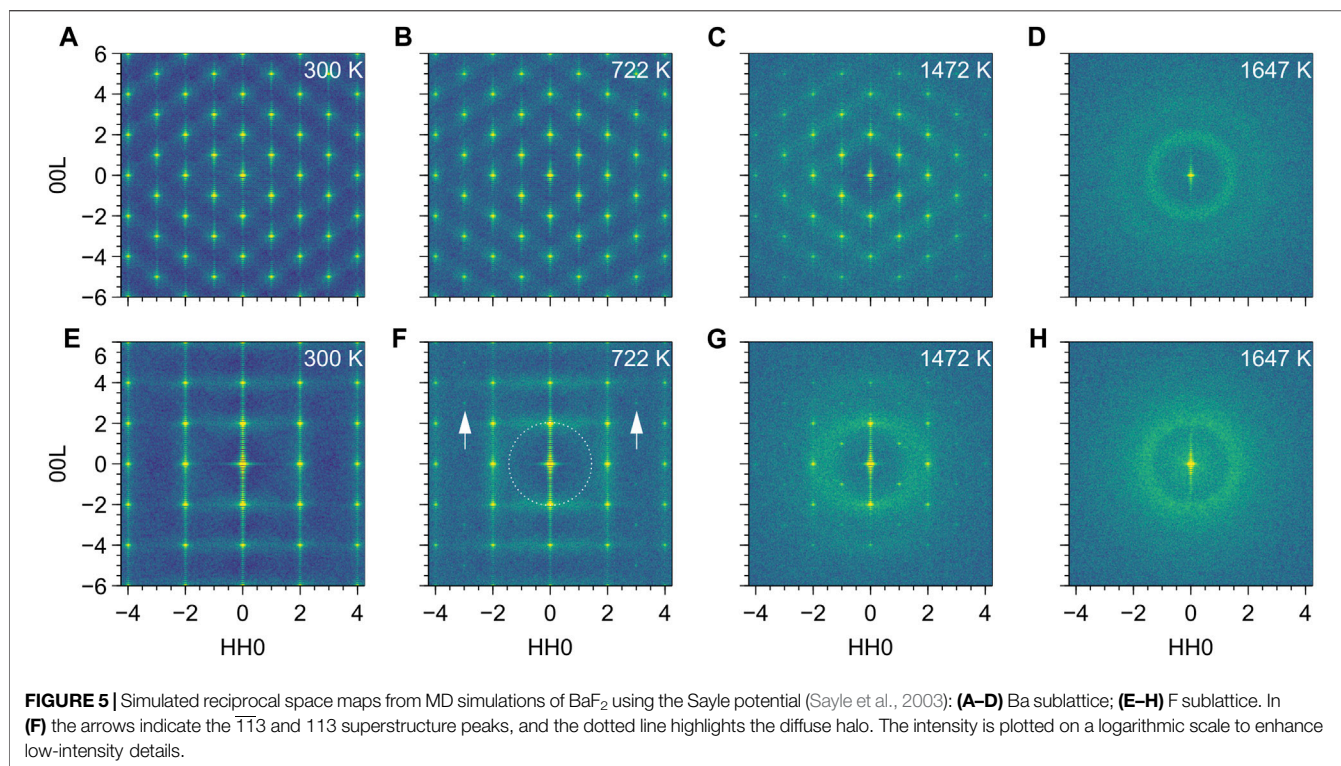 A
B
C
D
300 K
722 K
1472 K
1647 K
6
4
2
0
−2
−4
−6
00L
−4 −2 0 2 4
E
F
G
H
300 K
722 K
1472 K
1647 K
6
4
2
0
−2
−4
−6
00L
−4 −2 0 2 4
−4 −2 0 2 4
−4 −2 0 2 4
−4 −2 0 2 4
HH0
HH0
HH0
HH0
FIGURE 5 | Simulated reciprocal space maps from MD simulations of BaF₂ using the Sayle potential (Sayle et al., 2003): (A–D) Ba sublattice; (E–H) F sublattice. In
(F) the arrows indicate the 1̅1̅3 and 113 superstructure peaks, and the dotted line highlights the diffuse halo. The intensity is plotted on a logarithmic scale to enhance
low-intensity details.